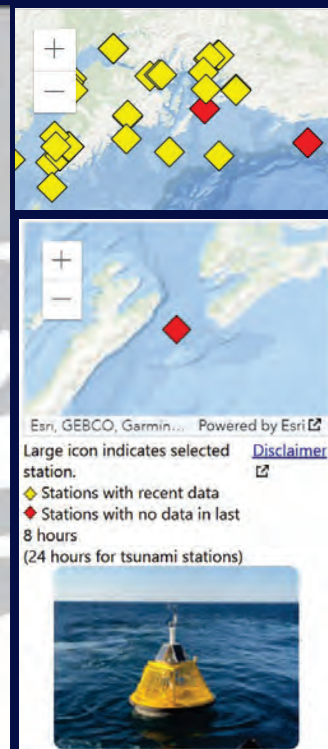 +
−
+
−
Esri, GEBCO, Garmin... Powered by Esri
Large icon indicates selected Disclaimer
station.
Stations with recent data
Stations with no data in last
8 hours
(24 hours for tsunami stations)